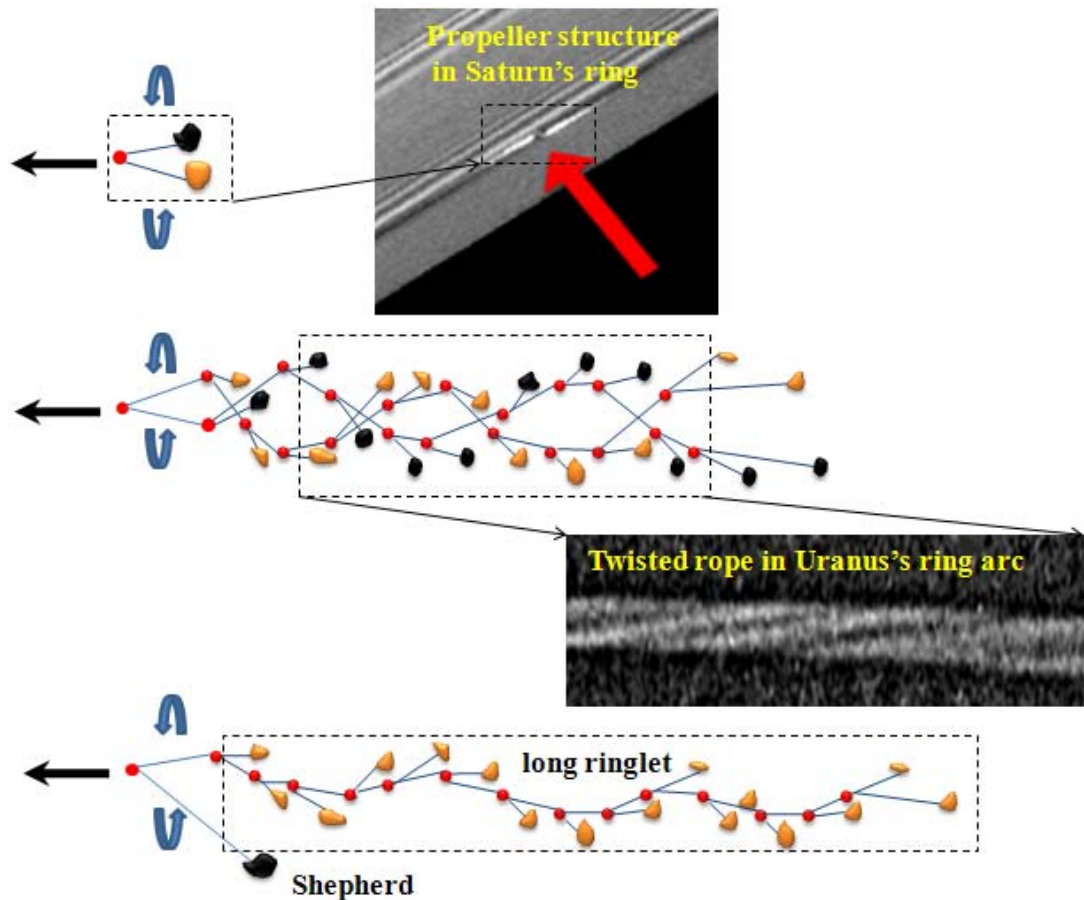 Propeller structure
in Saturn's ring
Twisted rope in Uranus's ring arc
long ringlet
Shepherd